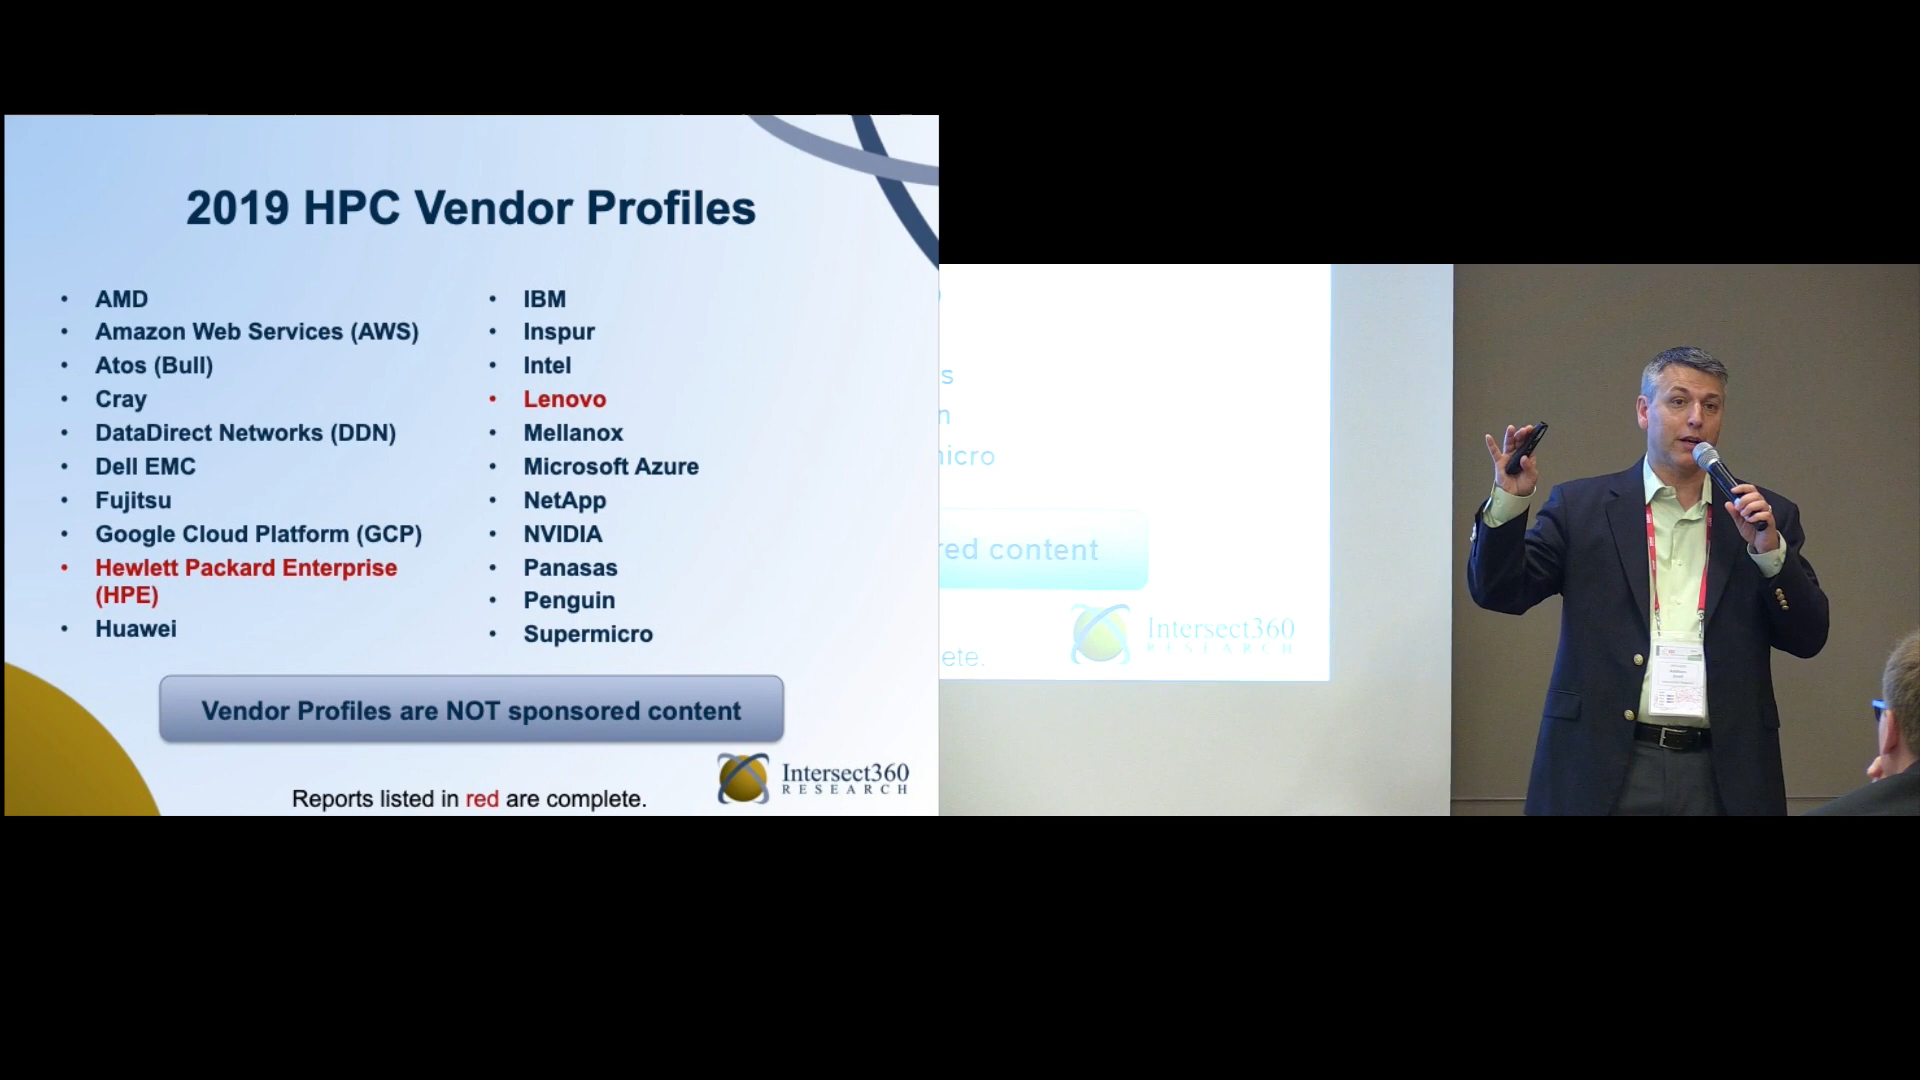 2019 HPC Vendor Profiles
• AMD
• Amazon Web Services (AWS)
• Atos (Bull)
• Cray
• DataDirect Networks (DDN)
• Dell EMC
• Fujitsu
• Google Cloud Platform (GCP)
• Hewlett Packard Enterprise
(HPE)
• Huawei
• IBM
• Inspur
• Intel
• Lenovo
• Mellanox
• Microsoft Azure
• NetApp
• NVIDIA
• Panasas
• Penguin
• Supermicro
Vendor Profiles are NOT sponsored content
Reports listed in red are complete.
Intersect360
RESEARCH
s
n
icro
red content
ete.
Intersect360
RESEARCH